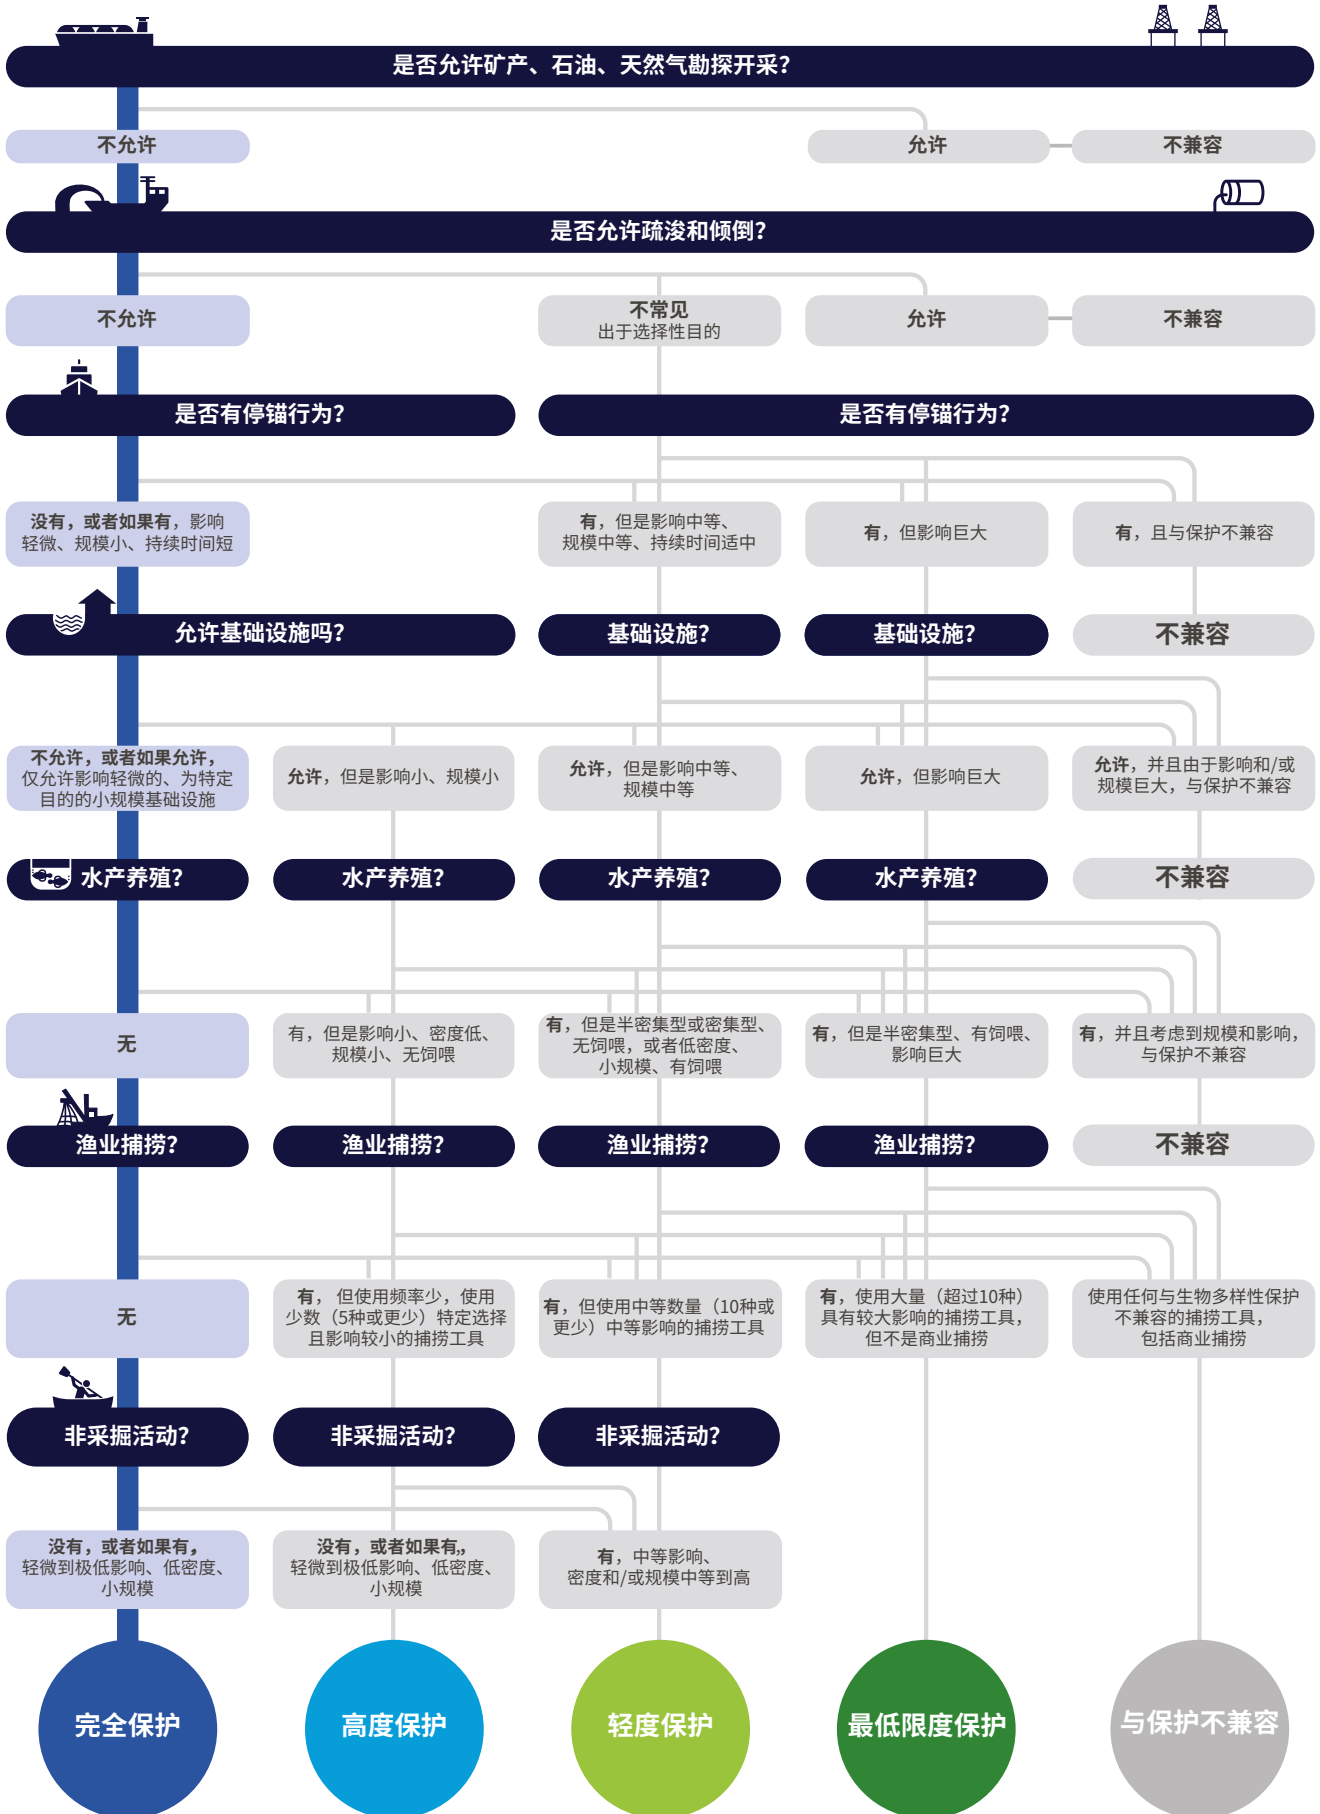 是否允许矿产、石油、天然气勘探开采？
不允许
允许
不兼容
是否允许疏浚和倾倒？
不允许
不常见
出于选择性目的
允许
不兼容
是否有停锚行为？
是否有停锚行为？
没有，或者如果有，影响
轻微、规模小、持续时间短
有，但是影响中等、
规模中等、持续时间适中
有，但影响巨大
有，且与保护不兼容
允许基础设施吗？
基础设施？
基础设施？
不兼容
不允许，或者如果允许，
仅允许影响轻微的、为特定
目的的小规模基础设施
允许，但是影响小、规模小
允许，但是影响中等、
规模中等
允许，但影响巨大
允许，并且由于影响和/或
规模巨大，与保护不兼容
水产养殖？
水产养殖？
水产养殖？
水产养殖？
不兼容
无
有，但是影响小、密度低、
规模小、无饲喂
有，但是半密集型或密集型、
无饲喂，或者低密度、
小规模、有饲喂
有，但是半密集型、有饲喂、
影响巨大
有，并且考虑到规模和影响，
与保护不兼容
渔业捕捞？
渔业捕捞？
渔业捕捞？
渔业捕捞？
不兼容
无
有， 但使用频率少，使用
少数（5种或更少）特定选择
且影响较小的捕捞工具
有，但使用中等数量（10种或
更少）中等影响的捕捞工具
有，使用大量（超过10种）
具有较大影响的捕捞工具，
但不是商业捕捞
使用任何与生物多样性保护
不兼容的捕捞工具，
包括商业捕捞
非采掘活动？
非采掘活动？
非采掘活动？
没有，或者如果有，
轻微到极低影响、低密度、
小规模
没有，或者如果有,，
轻微到极低影响、低密度、
小规模
有，中等影响、
密度和/或规模中等到高
完全保护
高度保护
轻度保护
最低限度保护
与保护不兼容